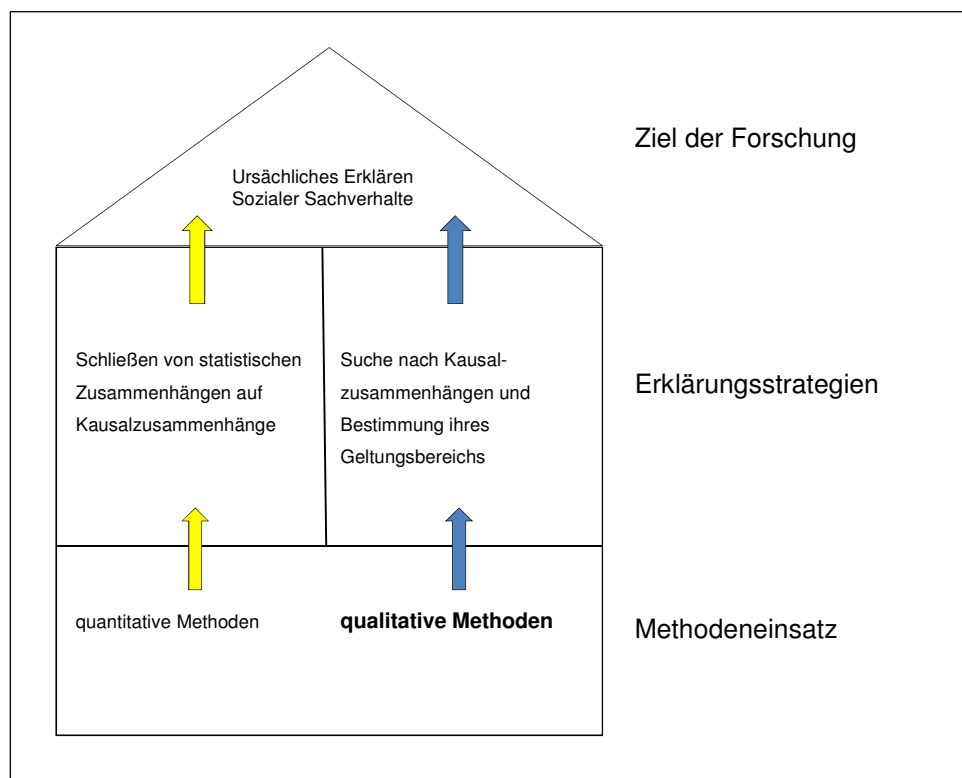 Ziel der Forschung
Ursächliches Erklären
Sozialer Sachverhalte
Schließen von statistischen
Zusammenhängen auf
Kausalzusammenhänge
Suche nach Kausal-
zusammenhängen und
Bestimmung ihres
Geltungsbereichs
Erklärungsstrategien
quantitative Methoden
qualitative Methoden
Methodeneinsatz